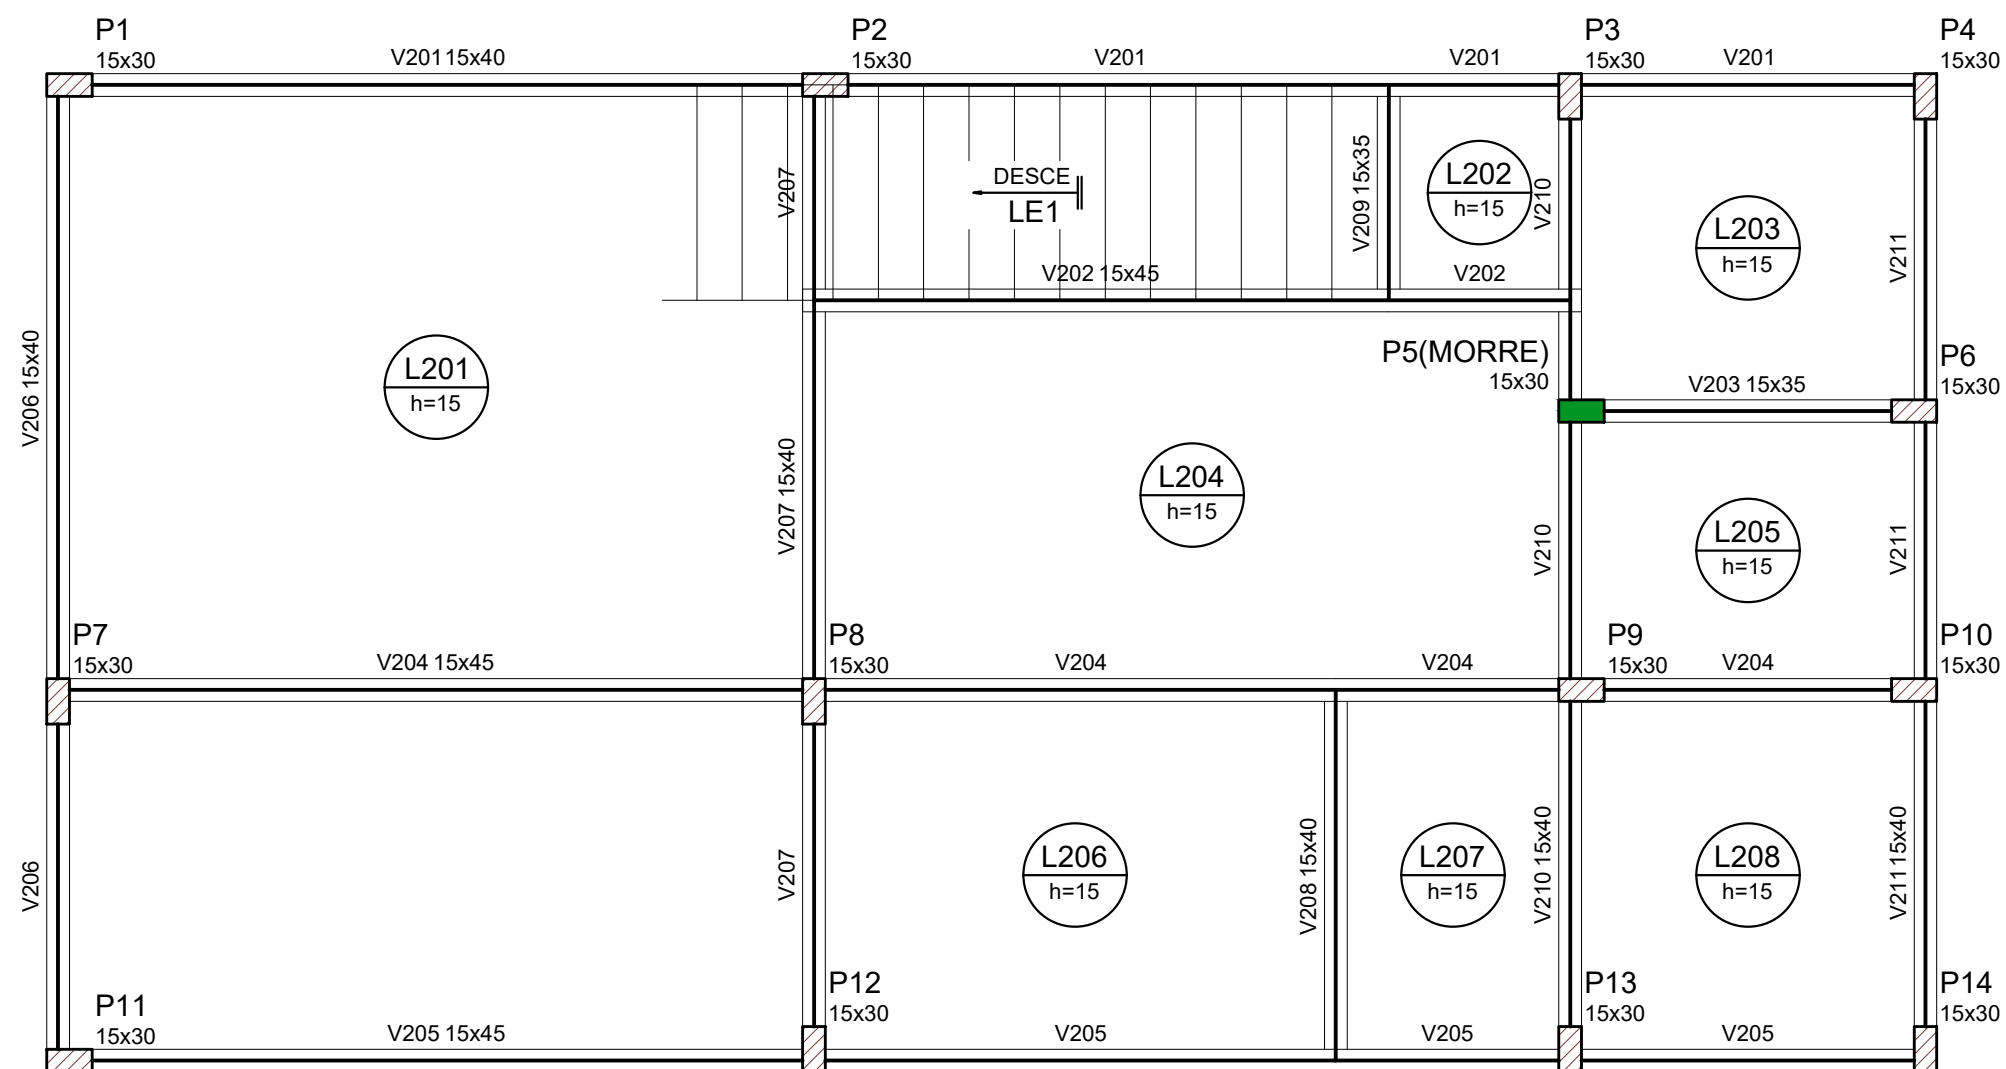 P1
15x30
V201 15x40
P2
15x30
V201
V201
P3
15x30
V201
P4
15x30
V207
DESCE
LE1
V209 15x35
L202
h=15
V210
L203
h=15
V211
V202 15x45
V202
V206 15x40
L201
h=15
P5(MORRE)
15x30
V203 15x35
P6
15x30
V207 15x40
L204
h=15
V210
L205
h=15
V211
P7
15x30
V204 15x45
P8
15x30
V204
V204
P9
15x30
V204
P10
15x30
V206
V207
L206
h=15
V208 15x40
L207
h=15
V210 15x40
L208
h=15
V211 15x40
P11
15x30
V205 15x45
P12
15x30
V205
V205
P13
15x30
V205
P14
15x30